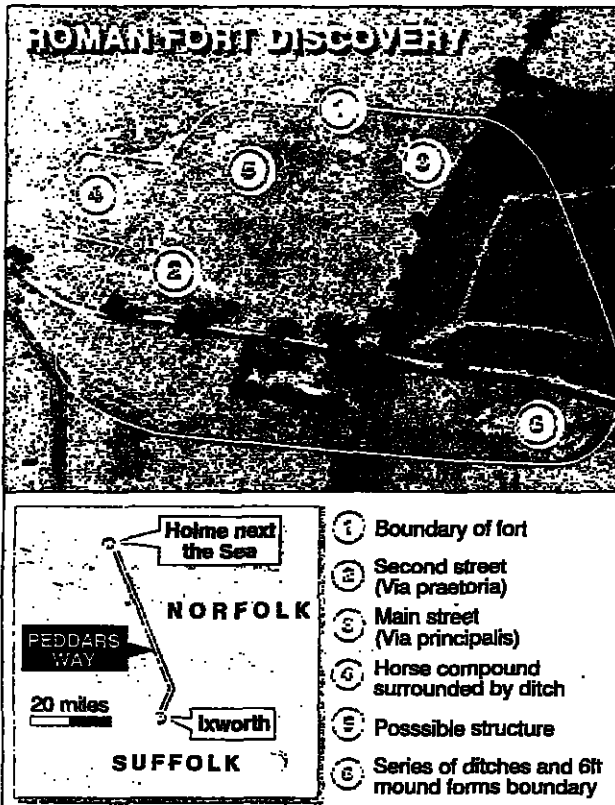 ROMAN FORT DISCOVERY
1
5
3
4
2
6
Holme next
the Sea
NORFOLK
PEDDARS
WAY
20 miles
Ixworth
SUFFOLK
1 Boundary of fort
2 Second street
(Via praetoria)
3 Main street
(Via principalis)
4 Horse compound
surrounded by ditch
5 Posssible structure
6 Series of ditches and 6ft
mound forms boundary